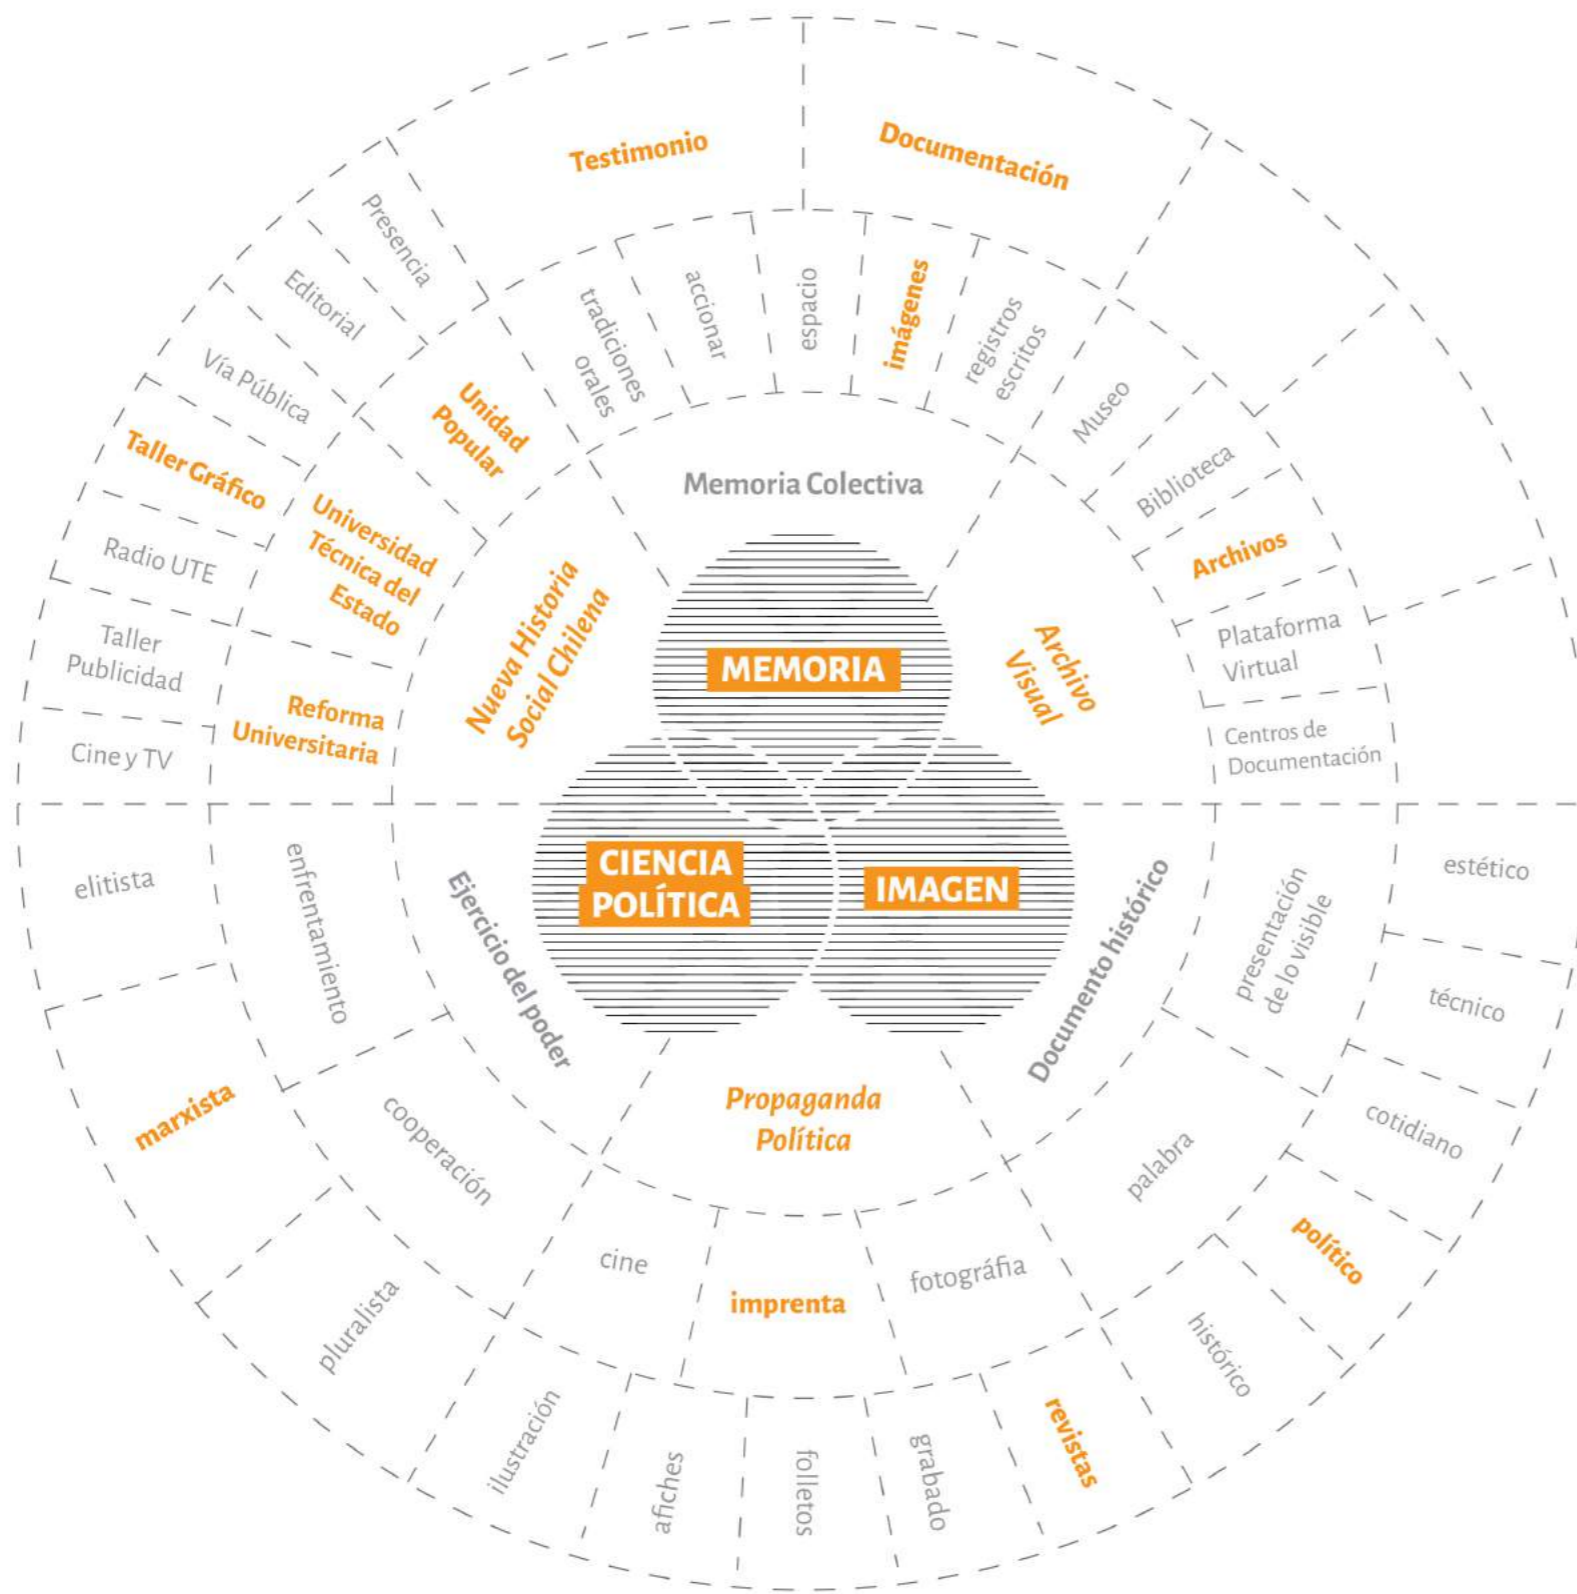 Testimonio
Documentación
Presencia
Editorial
Vía Pública
Taller Gráfico
Radio UTE
Taller
Publicidad
Cine y TV
tradiciones
orales
accionar
espacio
imágenes
registros
escritos
Unidad
Popular
Universidad
Técnica del
Estado
Reforma
Universitaria
Museo
Biblioteca
Archivos
Plataforma
Virtual
Centros de
Documentación
Memoria Colectiva
Nueva Historia
Social Chilena
Archivo
Visual
MEMORIA
CIENCIA
POLÍTICA
IMAGEN
Ejercicio del poder
Propaganda
Política
Documento histórico
enfrentamiento
cooperación
elitista
marxista
pluralista
cine
imprenta
fotográfia
ilustración
afiches
folletos
grabado
revistas
presentación
de lo visible
palabra
estético
técnico
cotidiano
político
histórico